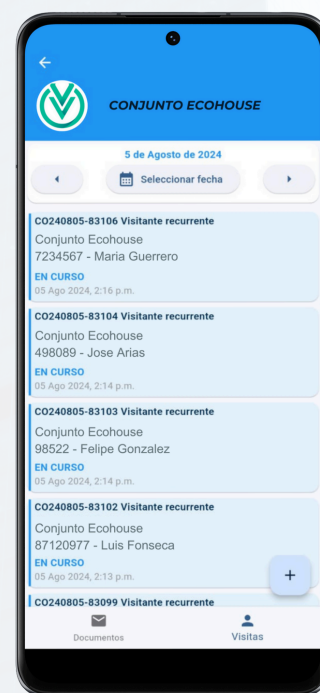 CONJUNTO ECOHOUSE
5 de Agosto de 2024
Seleccionar fecha
CO240805-83106 Visitante recurrente
Conjunto Ecohouse
7234567 - Maria Guerrero
EN CURSO
05 Ago 2024, 2:16 p.m.
CO240805-83104 Visitante recurrente
Conjunto Ecohouse
498089 - Jose Arias
EN CURSO
05 Ago 2024, 2:14 p.m.
CO240805-83103 Visitante recurrente
Conjunto Ecohouse
98522 - Felipe Gonzalez
EN CURSO
05 Ago 2024, 2:14 p.m.
CO240805-83102 Visitante recurrente
Conjunto Ecohouse
87120977 - Luis Fonseca
EN CURSO
05 Ago 2024, 2:13 p.m.
+
CO240805-83099 Visitante recurrente
Documentos
Visitas